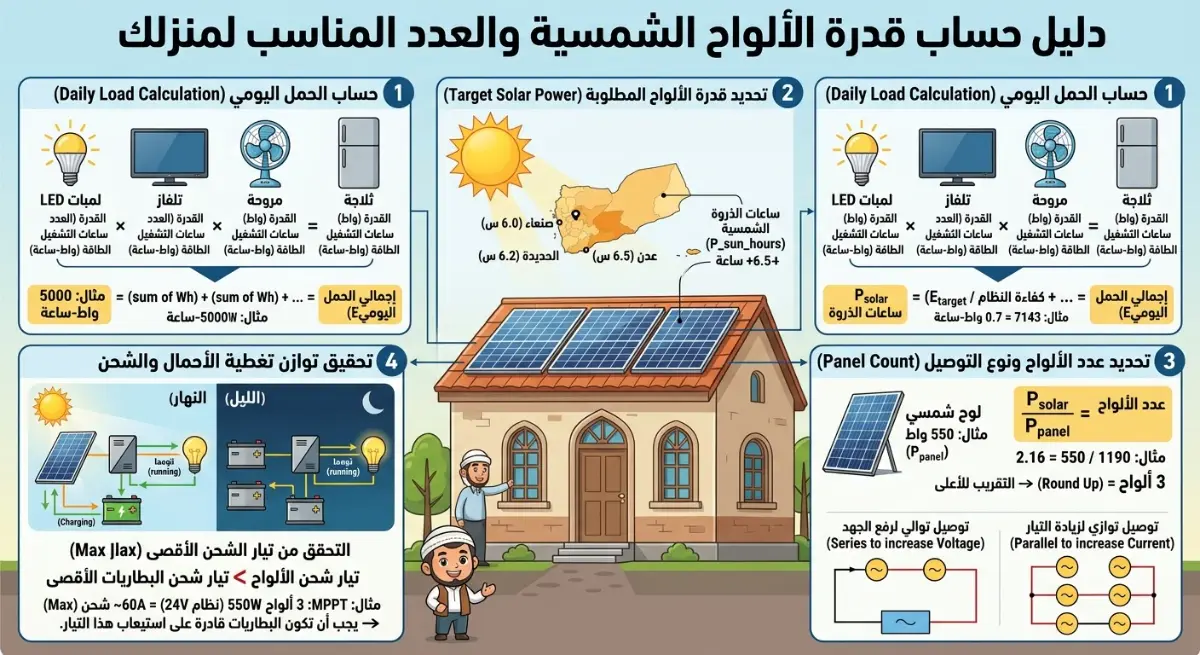 دليل حساب قدرة الألواح الشمسية والعدد المناسب لمنزلك
1 حساب الحمل اليومي (Daily Load Calculation)
ثلاجة
مروحة
تلفاز
لمبات LED
القدرة (واط) = القدرة (واط) × القدرة (العدد × القدرة (العدد
ساعات التشغيل ساعات التشغيل ساعات التشغيل ساعات التشغيل
الطاقة (واط-ساعة) الطاقة (واط-ساعة) الطاقة (واط-ساعة) الطاقة (واط-ساعة)
إجمالي الحمل
اليومي(E
= (sum of Wh) + (sum of Wh) + ... =
مثال: 5000W-ساعة
مثال: 5000
واط-ساعة
2 تحديد قدرة الألواح المطلوبة (Target Solar Power)
صنعاء (6.0 س)
الحديدة (6.2 س)
عدن (6.5 س)
ساعات الذروة
الشمسية
(P_sun_hours)
+6.5+ ساعة
1 حساب الحمل اليومي (Daily Load Calculation)
ثلاجة
مروحة
تلفاز
لمبات LED
القدرة (واط) = القدرة (واط) × القدرة (العدد × القدرة (العدد
ساعات التشغيل ساعات التشغيل ساعات التشغيل ساعات التشغيل
الطاقة (واط-ساعة) الطاقة (واط-ساعة) الطاقة (واط-ساعة) الطاقة (واط-ساعة)
إجمالي الحمل
اليومي(E
= ... + كفاءة النظام / E target) =
مثال: 7143 = 0.7 واط-ساعة
P solar
ساعات الذروة
3 تحديد عدد الألواح ونوع التوصيل (Panel Count)
عدد الألواح = P solar / P panel
لوح شمسي
مثال: 550 واط
(P panel)
مثال: 1190 / 550 = 2.16
3 ألواح = (Round Up) → التقريب للأعلى
توصيل توازي لزيادة التيار
(Parallel to increase Current)
توصيل توالي لرفع الجهد
(Series to increase Voltage)
4 تحقيق توازن تغطية الأحمال والشحن
النهار)
(الليل)
(running)
(running)
(Charging)
التحقق من تيار الشحن الأقصى (Max Jlax)
تيار شحن الألواح < تيار شحن البطاريات الأقصى
مثال: MPPT: 3 ألواح 550W (نظام 24V) = 60A~ شحن (Max)
→ يجب أن تكون البطاريات قادرة على استيعاب هذا التيار.